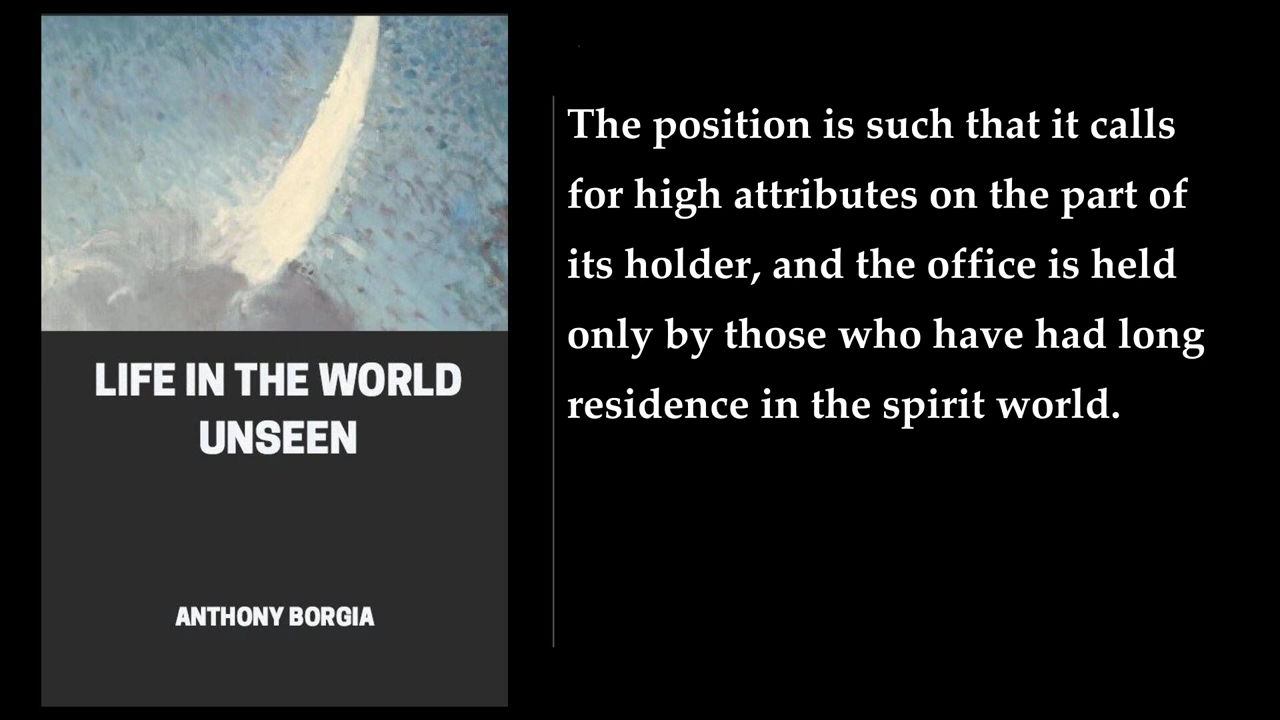 LIFE IN THE WORLD
UNSEEN
ANTHONY BORGIA
The position is such that it calls
for high attributes on the part of
its holder, and the office is held
only by those who have had long
residence in the spirit world.